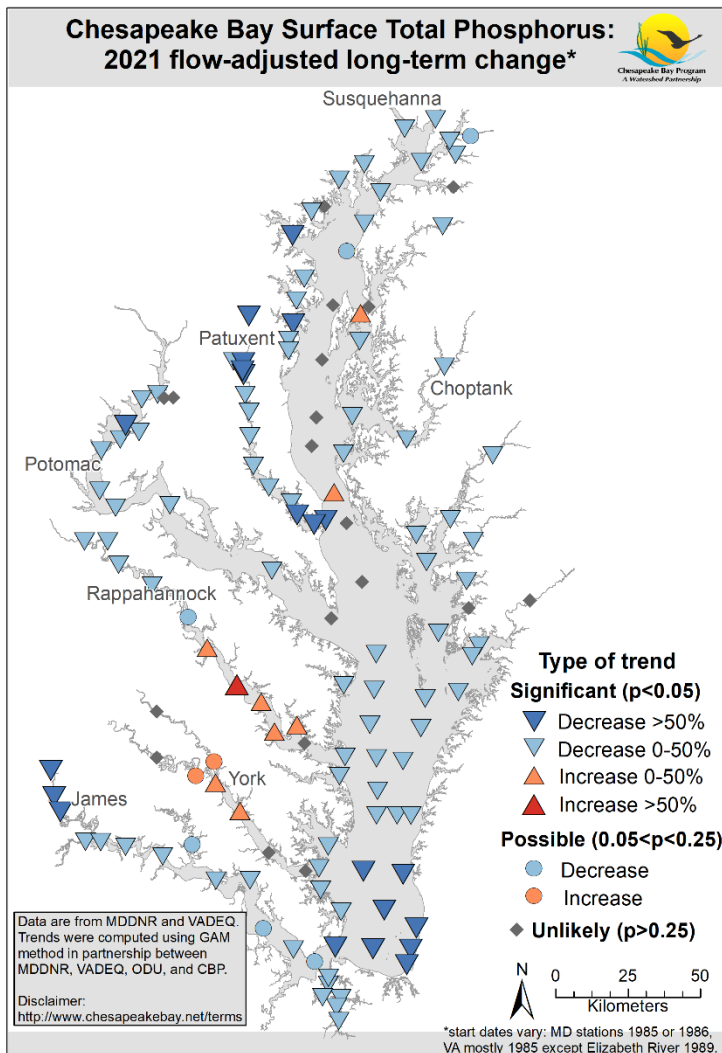 Chesapeake Bay Surface Total Phosphorus:
2021 flow-adjusted long-term change*
Chesapeake Bay Program
A Watershed Partnership
Susquehanna
Patuxent
Choptank
Potomac
Rappahannock
York
James
Type of trend
Significant (p<0.05)
Decrease >50%
Decrease 0-50%
Increase 0-50%
Increase >50%
Possible (0.05<p<0.25)
Decrease
Increase
Unlikely (p>0.25)
Data are from MDDNR and VADEQ.
Trends were computed using GAM
method in partnership between
MDDNR, VADEQ, ODU, and CBP.
Disclaimer:
http://www.chesapeakebay.net/terms
N
0 25 50
Kilometers
*start dates vary: MD stations 1985 or 1986,
VA mostly 1985 except Elizabeth River 1989.